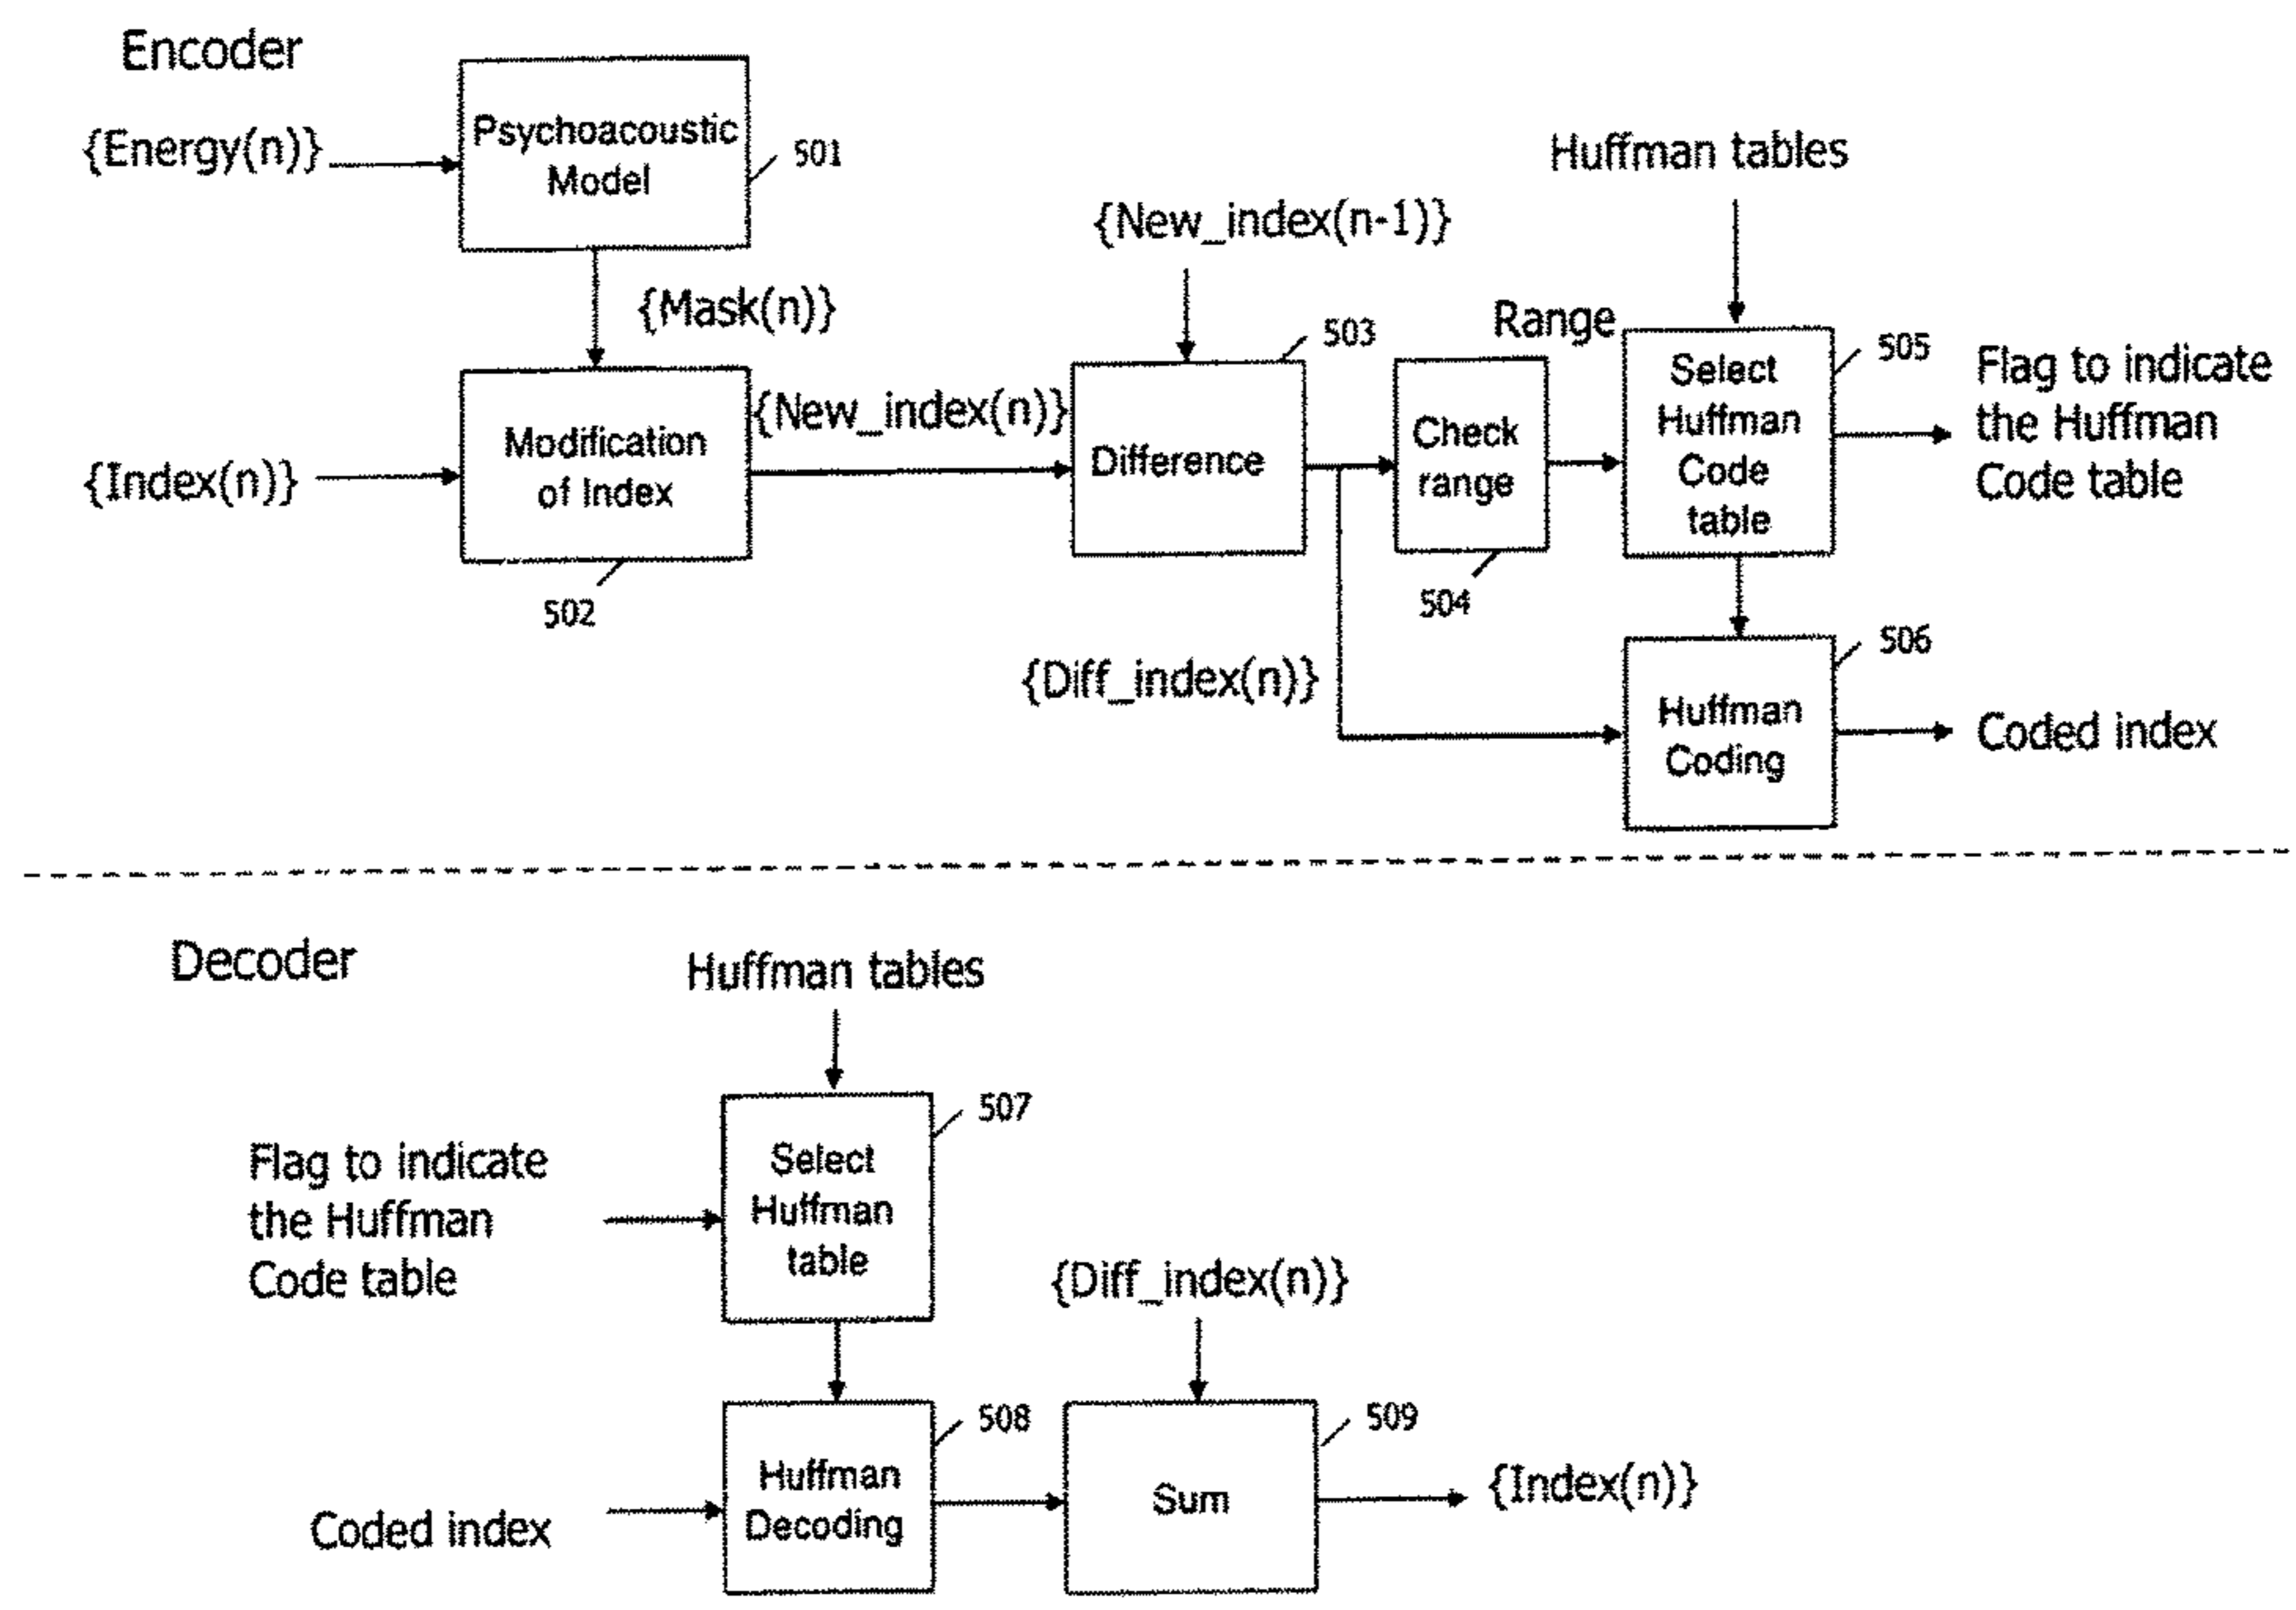 Encoder
{Energy(n)}
Psychoacoustic
Model
501
{Mask(n)}
{Index(n)}
Modification
of Index
502
{New_index(n)}
{New_index(n-1)}
Difference
503
Check
range
504
Range
Huffman tables
Select
Huffman
Code
table
505
Flag to indicate
the Huffman
Code table
{Diff_index(n)}
Huffman
Coding
506
Coded index
Decoder
Huffman tables
Flag to indicate
the Huffman
Code table
Select
Huffman
table
507
Coded index
Huffman
Decoding
508
{Diff_index(n)}
Sum
509
{Index(n)}